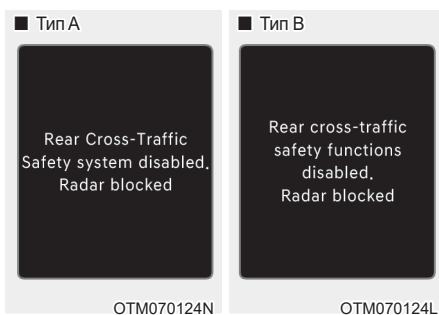 ■ Тип A
Rear Cross-Traffic
Safety system disabled.
Radar blocked
OTM070124N
■ Тип B
Rear cross-traffic
safety functions
disabled.
Radar blocked
OTM070124L